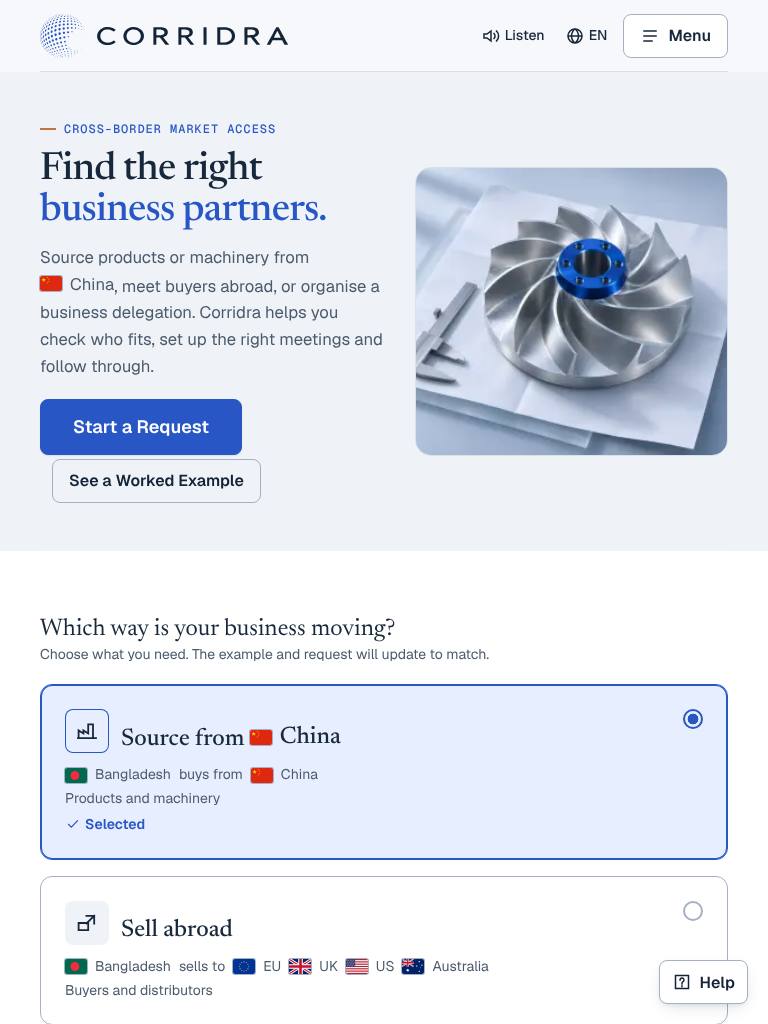 CORRIDRA
Listen
EN
Menu
CROSS-BORDER MARKET ACCESS
Find the right
business partners.
Source products or machinery from
China, meet buyers abroad, or organise a
business delegation. Corridra helps you
check who fits, set up the right meetings and
follow through.
Start a Request
See a Worked Example
Which way is your business moving?
Choose what you need. The example and request will update to match.
Source from China
Bangladesh buys from China
Products and machinery
Selected
Sell abroad
Bangladesh sells to EU UK US Australia
Buyers and distributors
Help